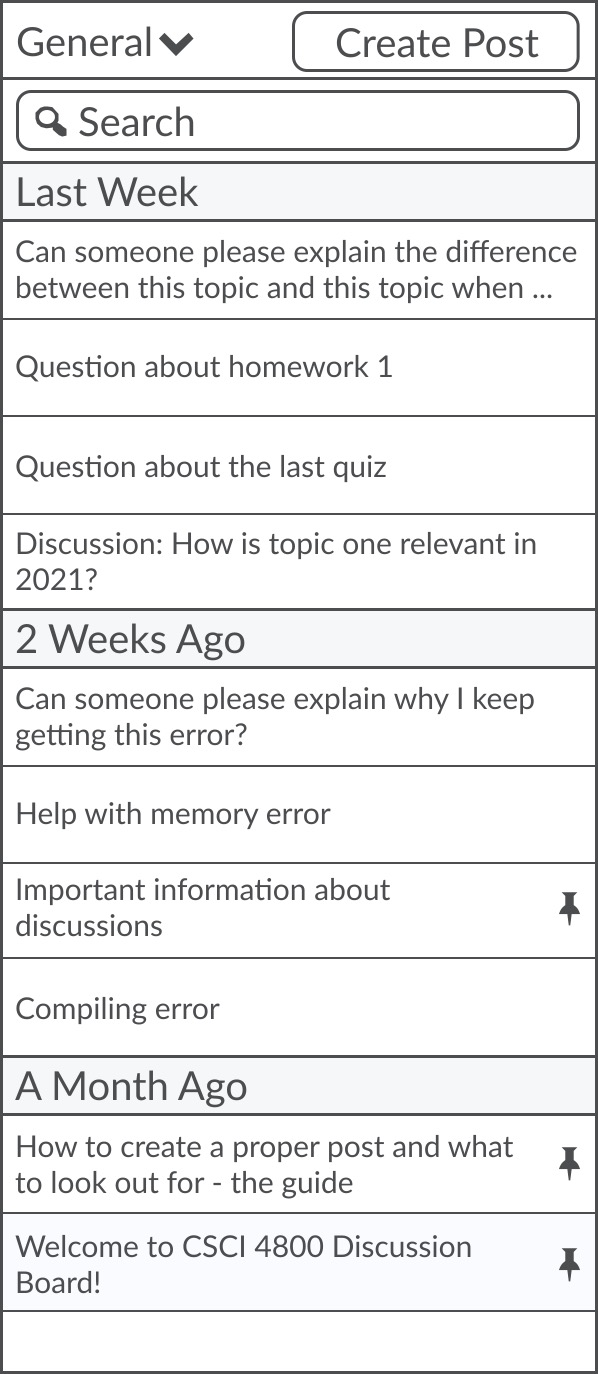 General
Create Post
Search
Last Week
Can someone please explain the difference
between this topic and this topic when ...
Question about homework 1
Question about the last quiz
Discussion: How is topic one relevant in
2021?
2 Weeks Ago
Can someone please explain why I keep
getting this error?
Help with memory error
Important information about
discussions
Compiling error
A Month Ago
How to create a proper post and what
to look out for - the guide
Welcome to CSCI 4800 Discussion
Board!